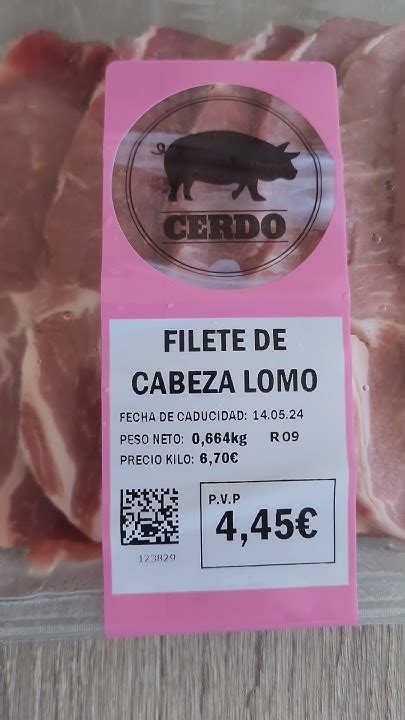 CERDO
FILETE DE
CABEZA LOMO
FECHA DE CADUCIDAD: 14.05.24
PESO NETO: 0,664kg R09
PRECIO KILO: 6,70€
P.V.P
4,45€
123829